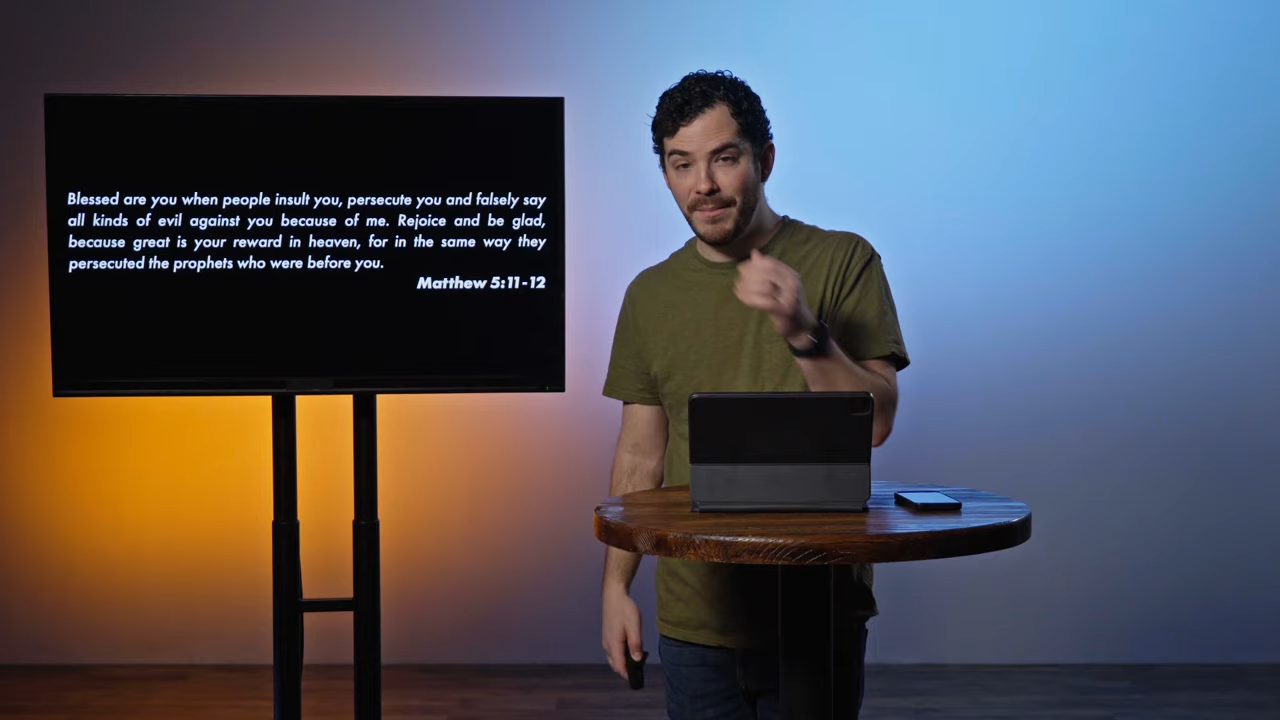 Blessed are you when people insult you, persecute you and falsely say
all kinds of evil against you because of me. Rejoice and be glad,
because great is your reward in heaven, for in the same way they
persecuted the prophets who were before you.
Matthew 5:11-12